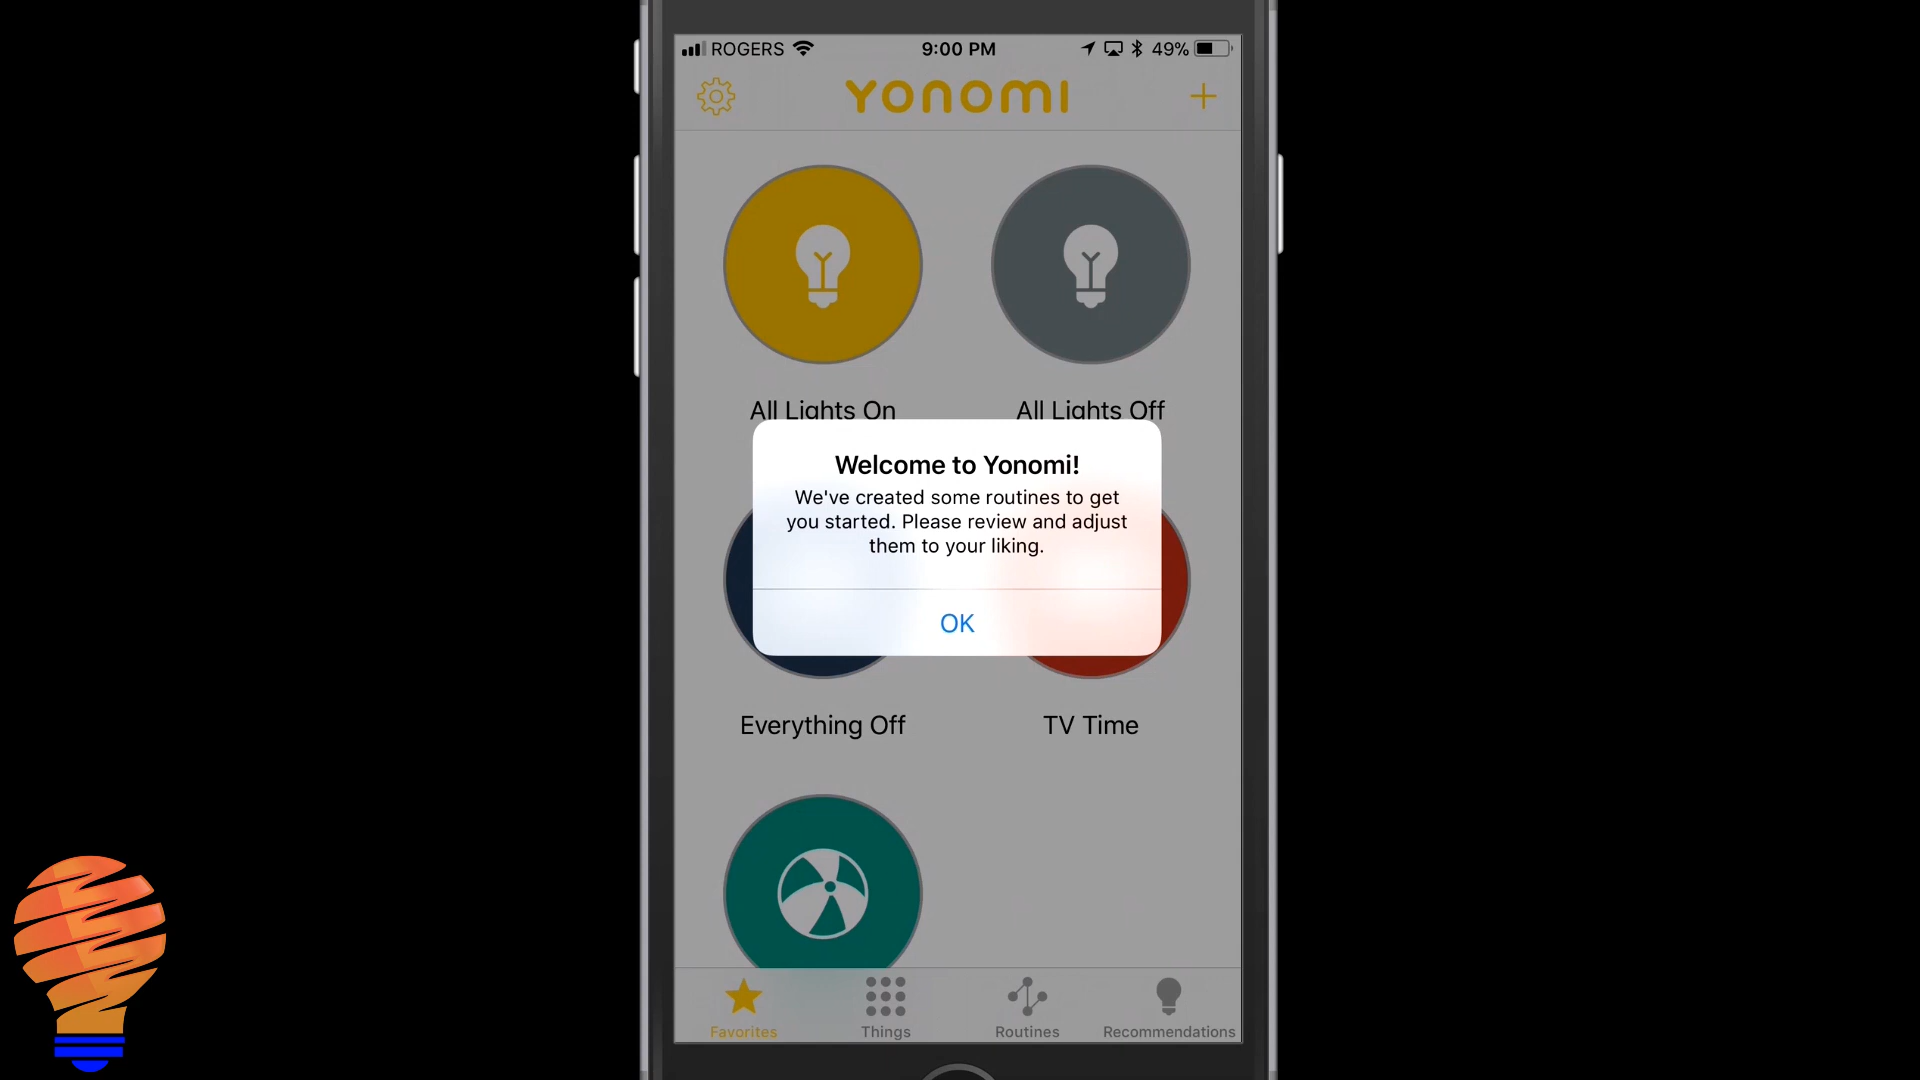 ROGERS 9:00 PM 49%
YONOMI
All Lights On All Lights Off
Welcome to Yonomi!
We've created some routines to get
you started. Please review and adjust
them to your liking.
OK
Everything Off TV Time
Favorites Things Routines Recommendations